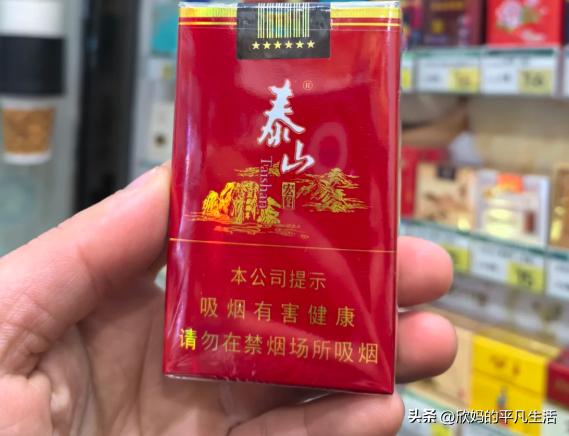 ★★★★★★
泰山®
Taishan
本公司提示
吸烟有害健康
请勿在禁烟场所吸烟
头条 @欣妈的平凡生活